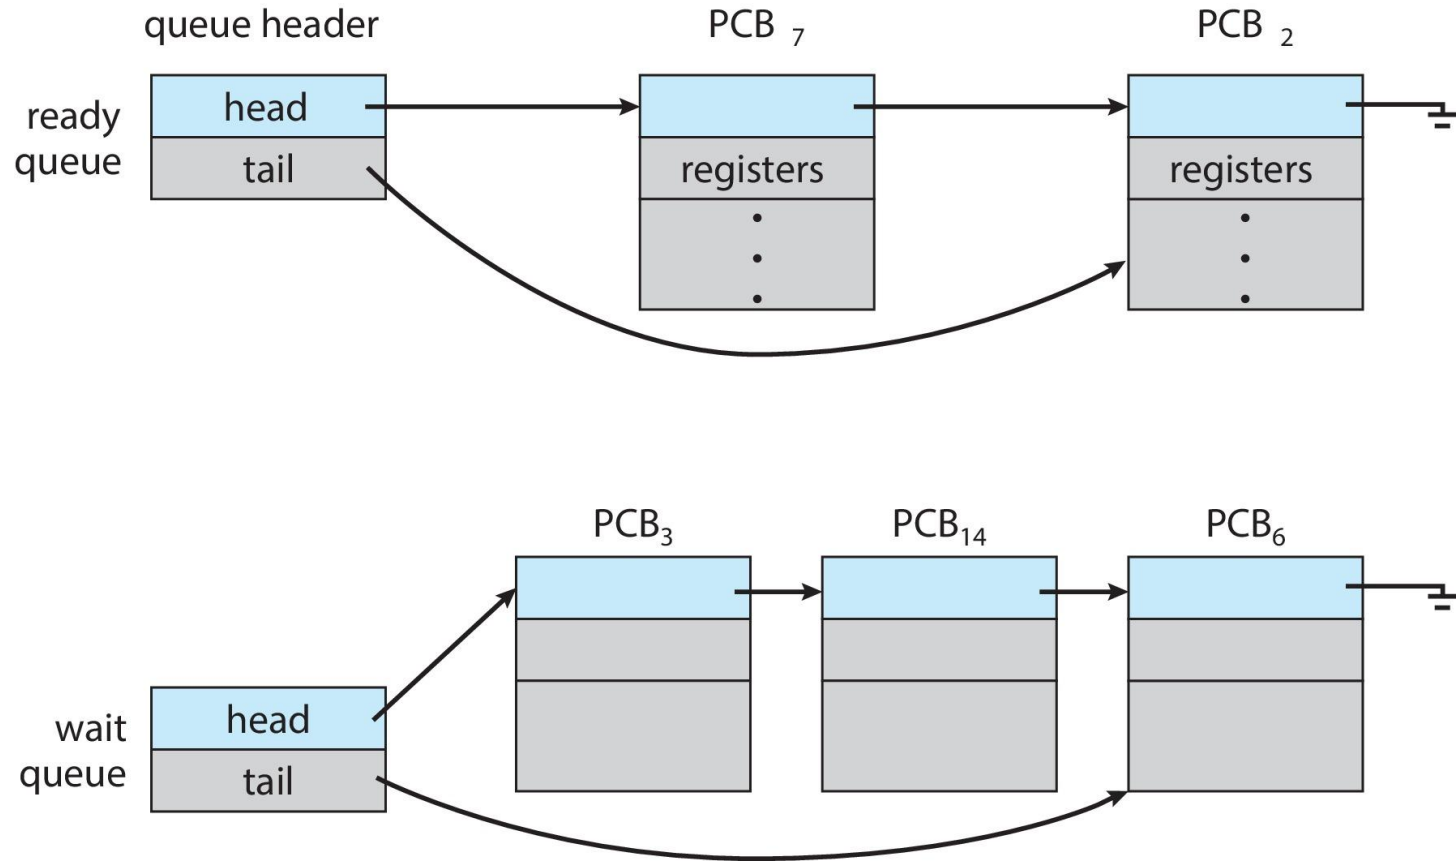 queue header
PCB 7
PCB 2
ready
queue
head
tail
registers
registers
PCB3
PCB14
PCB6
wait
queue
head
tail